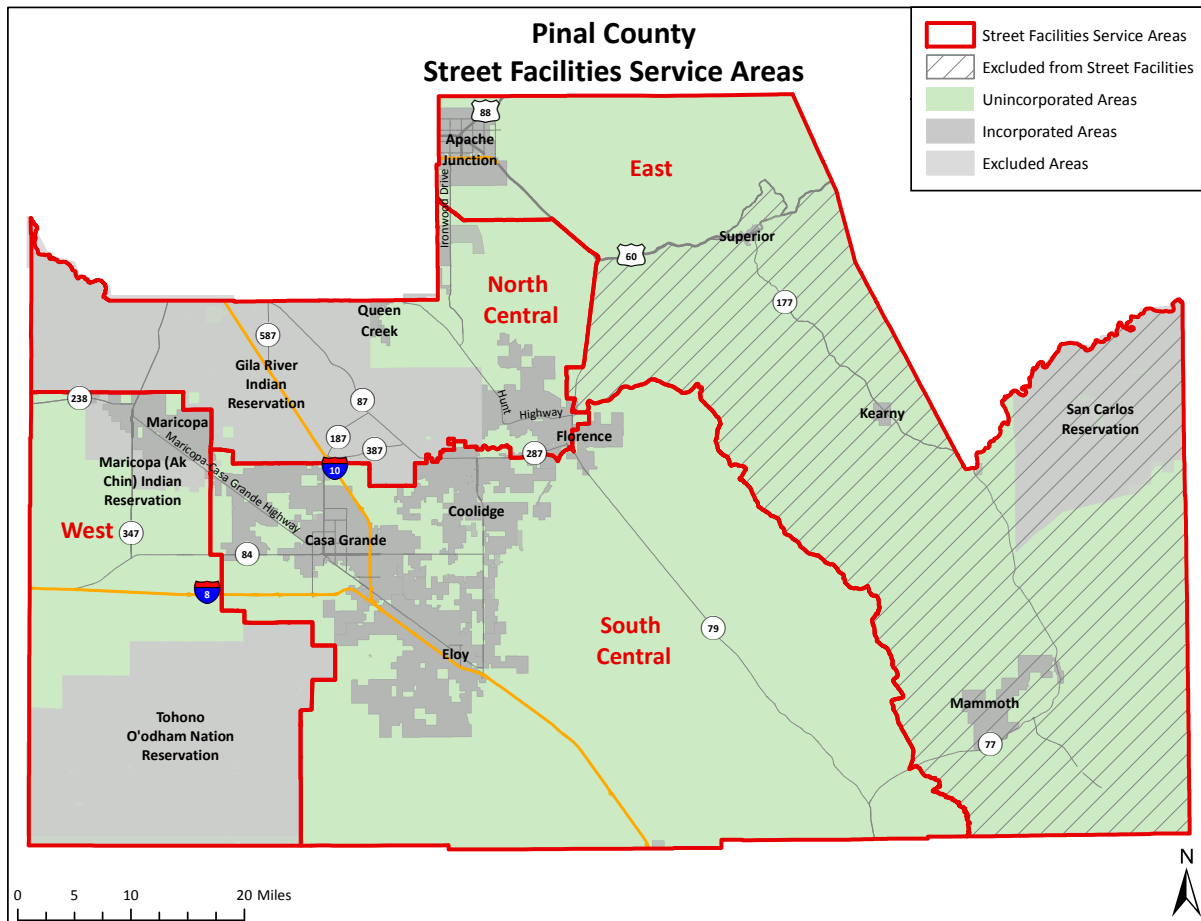 Pinal County
Street Facilities Service Areas
Street Facilities Service Areas
Excluded from Street Facilities
Unincorporated Areas
Incorporated Areas
Excluded Areas
88
Apache
Junction
East
Ironwood Drive
Superior
60
North
Central
177
Queen
Creek
587
Gila River
Indian
Reservation
87
238
Maricopa
Hunt
Highway
Kearny
San Carlos
Reservation
187
387
Florence
287
10
Maricopa (Ak
Chin) Indian
Reservation
Maricopa-Casa Grande Highway
Coolidge
West
347
Casa Grande
84
8
South
Central
79
Eloy
Mammoth
Tohono
O'odham Nation
Reservation
77
N
0 5 10 20 Miles